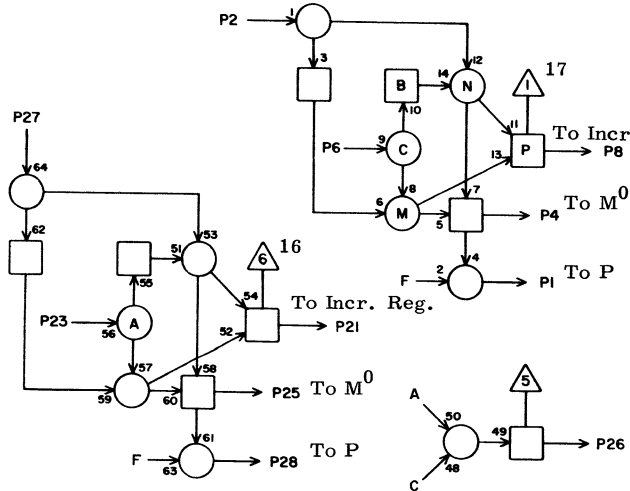 P2
1
3
12
B
14
N
1
17
10
11
To Incr
P27
P6
9
C
13
P
P8
64
8
7
To M⁰
6
M
5
P4
62
53
4
51
6
16
F
2
P1
To P
55
54
To Incr. Reg.
P23
56
A
52
P21
57
58
59
60
P25
To M⁰
5
A
61
50
F
63
P28
To P
49
P26
48
C